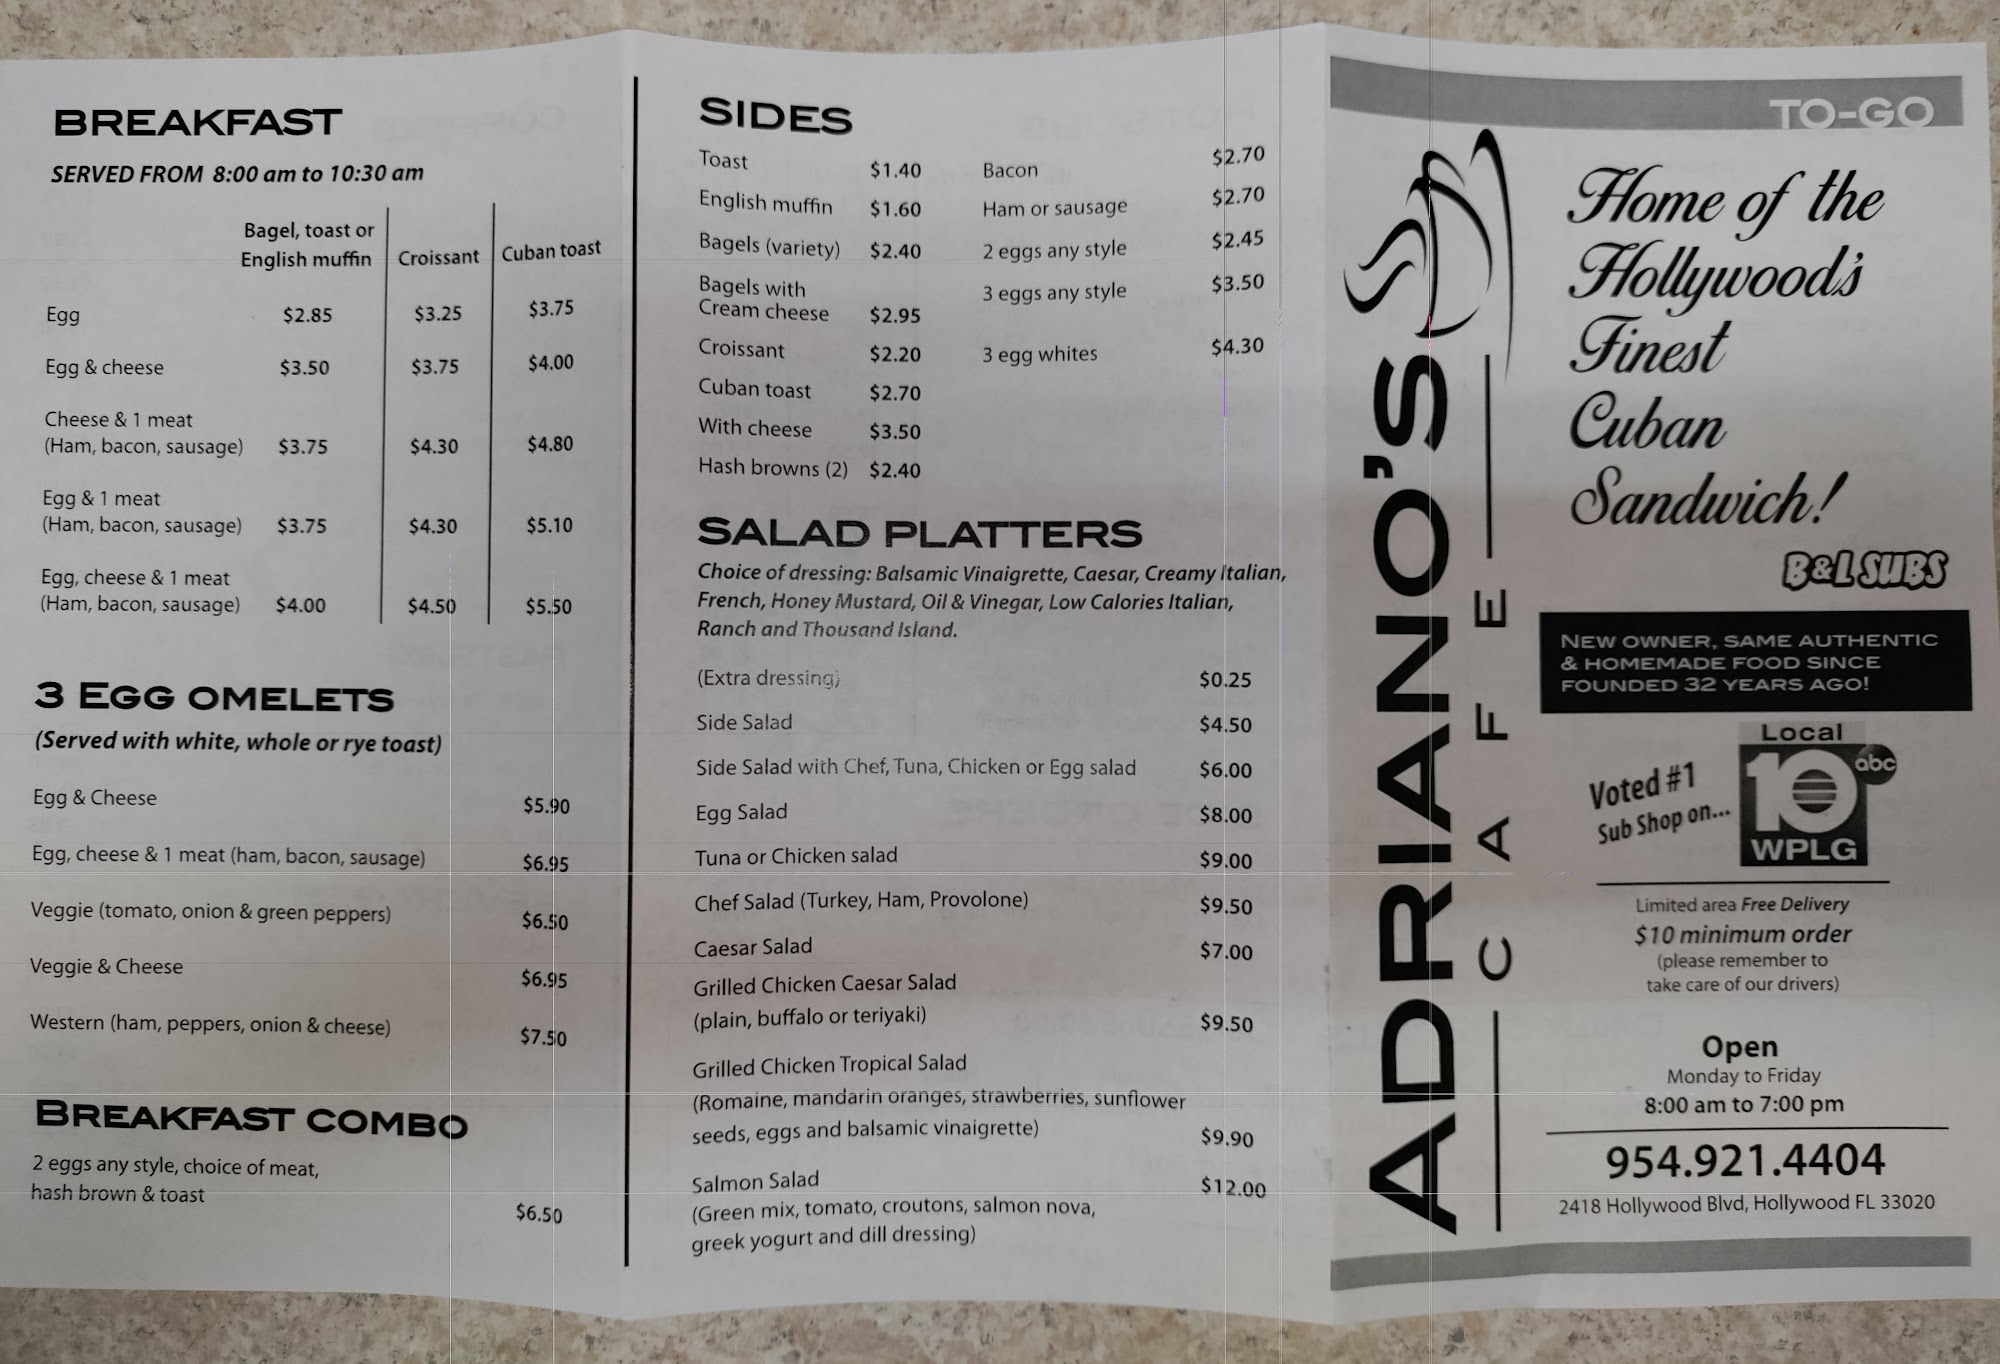 BREAKFAST
SERVED FROM 8:00 am to 10:30 am
Bagel, toast or
English muffin Croissant Cuban toast
Egg $2.85 $3.25 $3.75
Egg & cheese $3.50 $3.75 $4.00
Cheese & 1 meat
(Ham, bacon, sausage) $3.75 $4.30 $4.80
Egg & 1 meat
(Ham, bacon, sausage) $3.75 $4.30 $5.10
Egg, cheese & 1 meat
(Ham, bacon, sausage) $4.00 $4.50 $5.50
3 EGG OMELETS
(Served with white, whole or rye toast)
Egg & Cheese $5.90
Egg, cheese & 1 meat (ham, bacon, sausage) $6.95
Veggie (tomato, onion & green peppers) $6.50
Veggie & Cheese $6.95
Western (ham, peppers, onion & cheese) $7.50
BREAKFAST COMBO
2 eggs any style, choice of meat,
hash brown & toast $6.50
SIDES
Toast $1.40 Bacon $2.70
English muffin $1.60 Ham or sausage $2.70
Bagels (variety) $2.40 2 eggs any style $2.45
Bagels with 3 eggs any style $3.50
Cream cheese $2.95
Croissant $2.20 3 egg whites $4.30
Cuban toast $2.70
With cheese $3.50
Hash browns (2) $2.40
SALAD PLATTERS
Choice of dressing: Balsamic Vinaigrette, Caesar, Creamy Italian,
French, Honey Mustard, Oil & Vinegar, Low Calories Italian,
Ranch and Thousand Island.
(Extra dressing) $0.25
Side Salad $4.50
Side Salad with Chef, Tuna, Chicken or Egg salad $6.00
Egg Salad $8.00
Tuna or Chicken salad $9.00
Chef Salad (Turkey, Ham, Provolone) $9.50
Caesar Salad $7.00
Grilled Chicken Caesar Salad
(plain, buffalo or teriyaki) $9.50
Grilled Chicken Tropical Salad
(Romaine, mandarin oranges, strawberries, sunflower
seeds, eggs and balsamic vinaigrette) $9.90
Salmon Salad $12.00
(Green mix, tomato, croutons, salmon nova,
greek yogurt and dill dressing)
ADRIANO'S
CAFE
TO-GO
Home of the
Hollywood's
Finest
Cuban
Sandwich!
B&L SUBS
NEW OWNER, SAME AUTHENTIC
& HOMEMADE FOOD SINCE
FOUNDED 32 YEARS AGO!
Voted #1
Sub Shop on...
Local
10 abc
WPLG
Limited area Free Delivery
$10 minimum order
(please remember to
take care of our drivers)
Open
Monday to Friday
8:00 am to 7:00 pm
954.921.4404
2418 Hollywood Blvd, Hollywood FL 33020